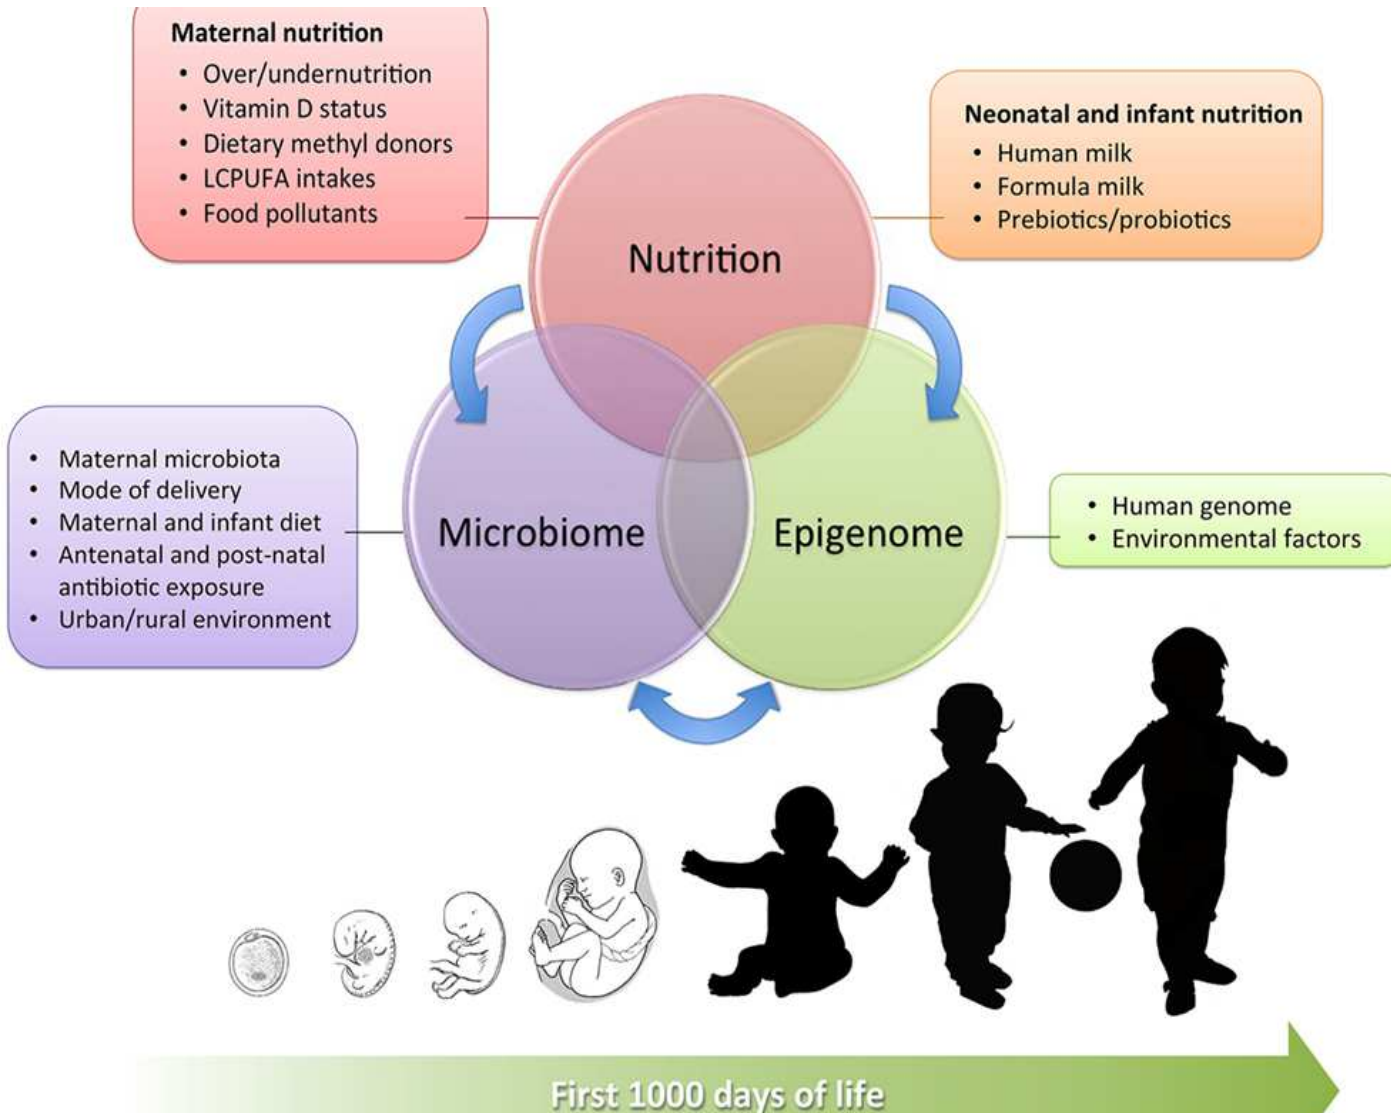 Maternal nutrition
• Over/undernutrition
• Vitamin D status
• Dietary methyl donors
• LCPUFA intakes
• Food pollutants
Neonatal and infant nutrition
• Human milk
• Formula milk
• Prebiotics/probiotics
Nutrition
• Maternal microbiota
• Mode of delivery
• Maternal and infant diet
• Antenatal and post-natal
antibiotic exposure
• Urban/rural environment
Microbiome
Epigenome
• Human genome
• Environmental factors
First 1000 days of life